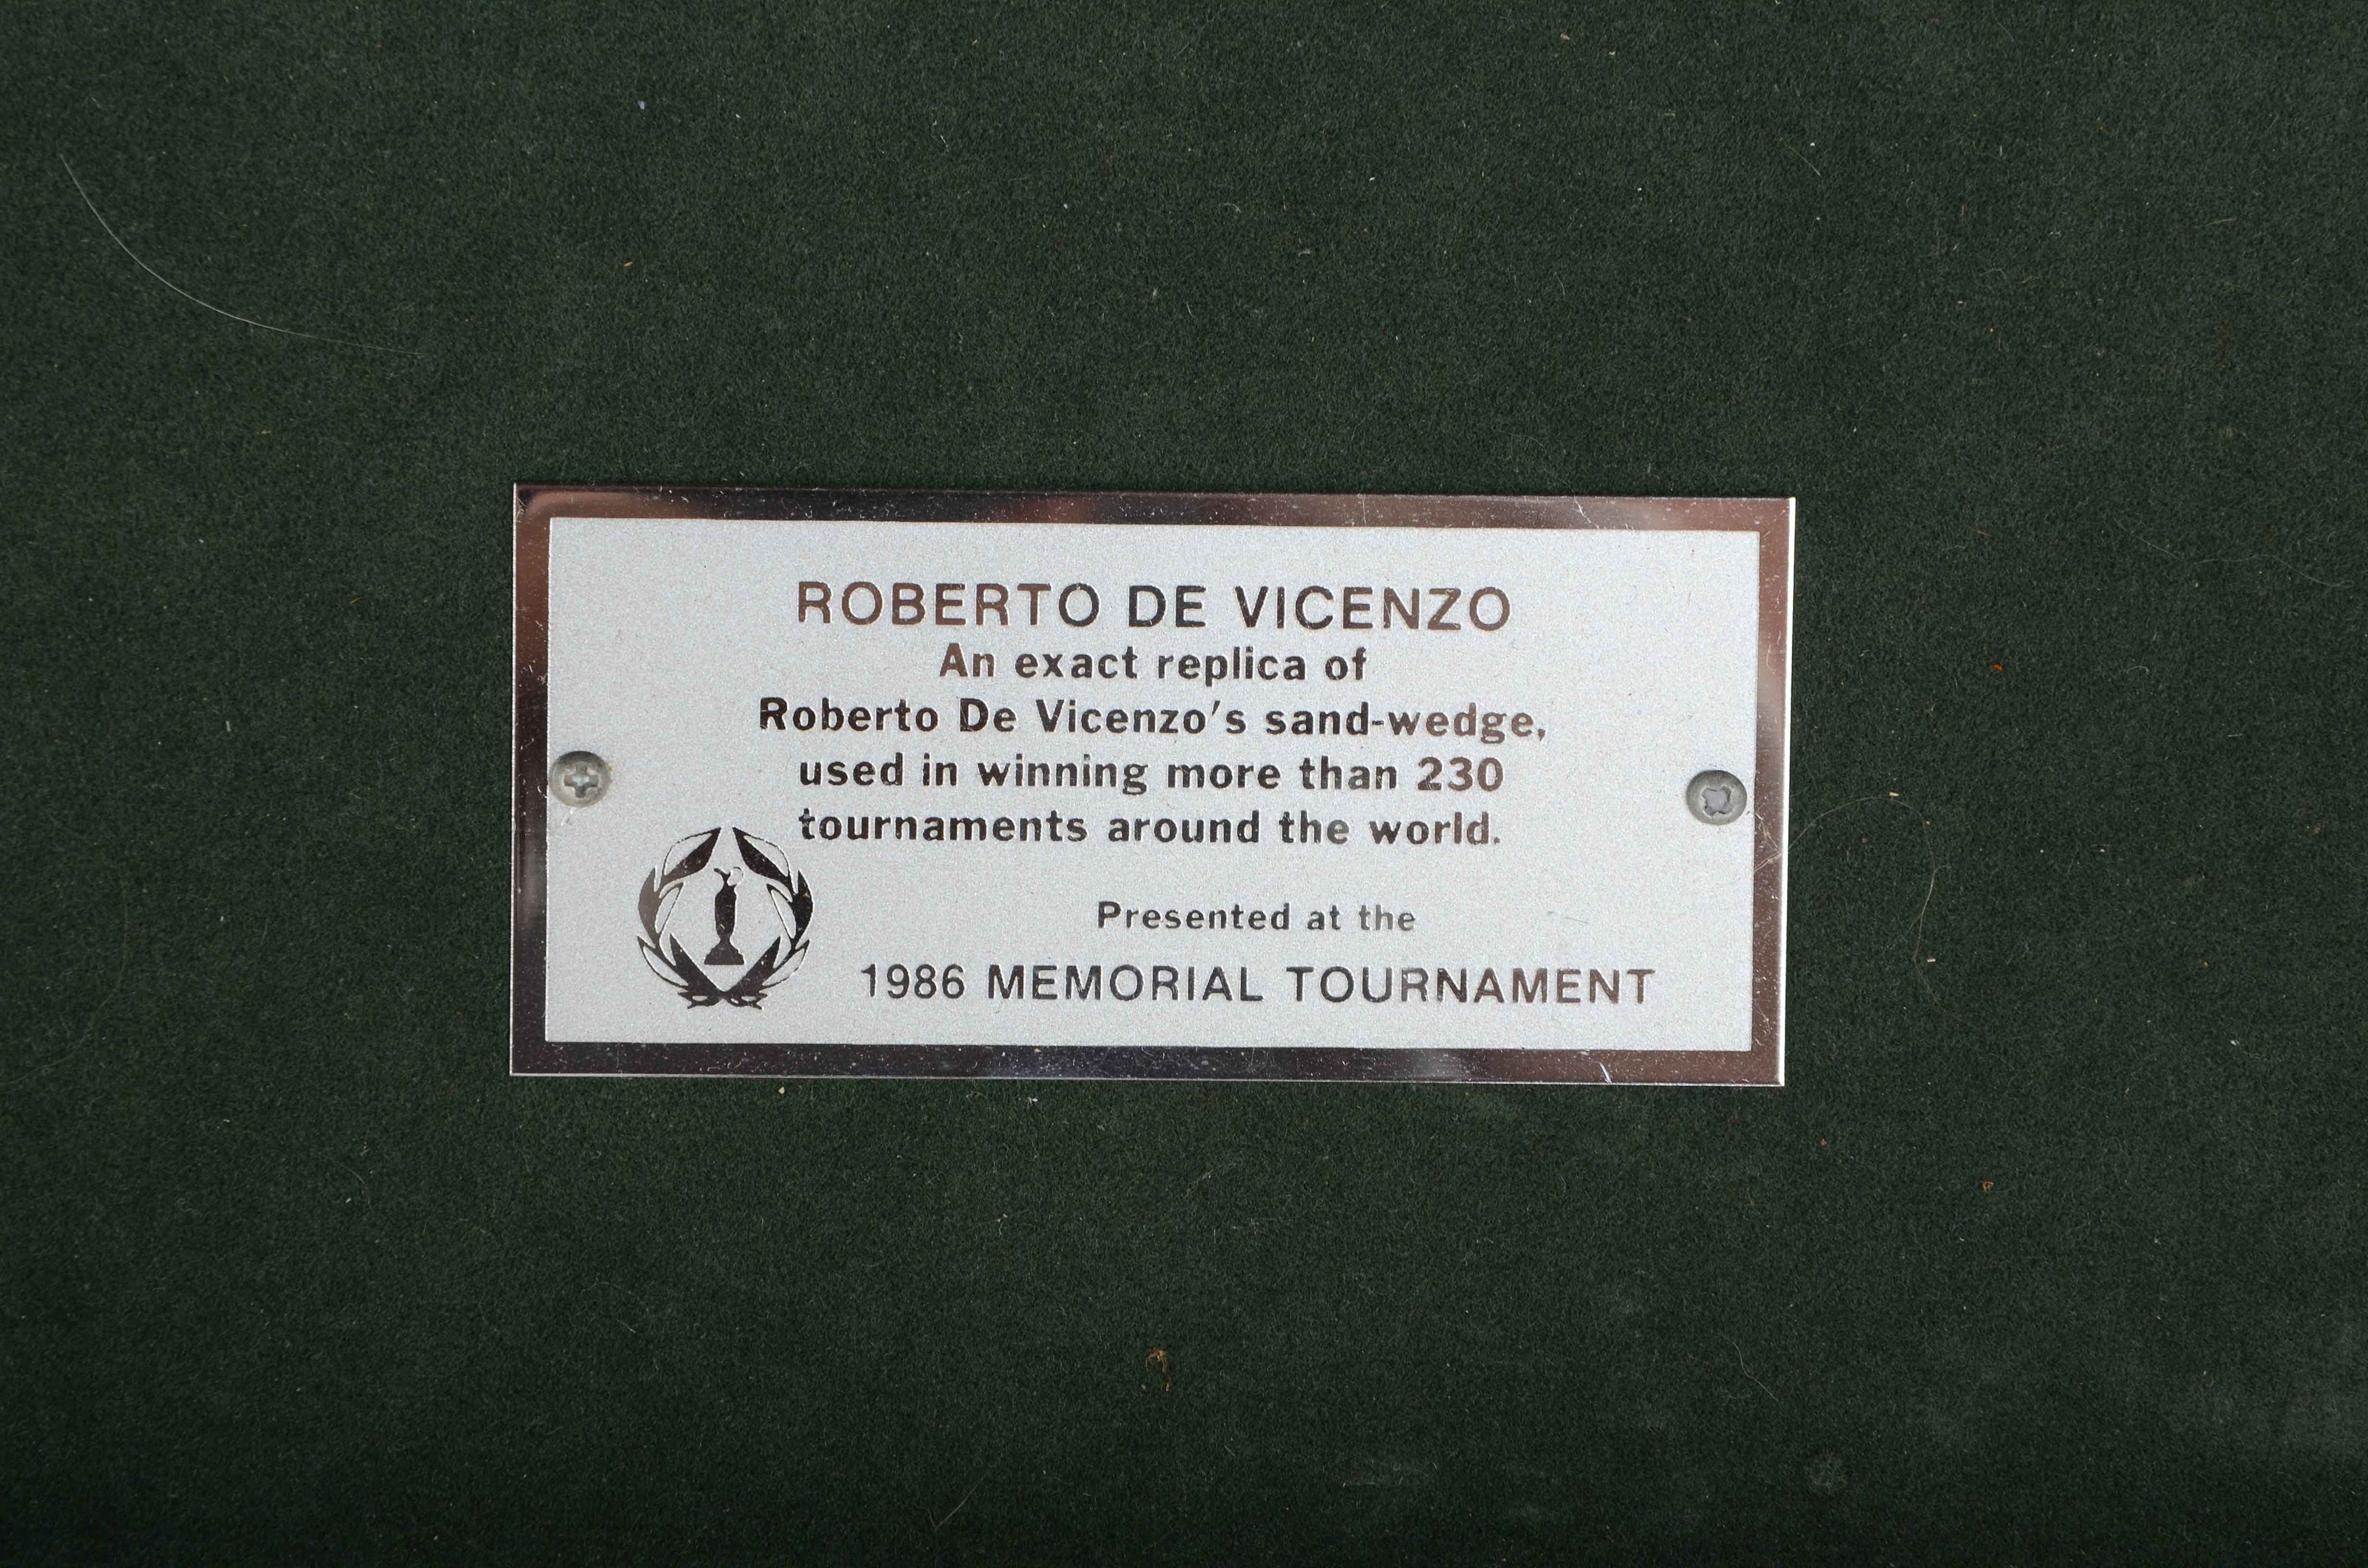 ROBERTO DE VICENZO
An exact replica of
Roberto De Vicenzo's sand-wedge,
used in winning more than 230
tournaments around the world.
Presented at the
1986 MEMORIAL TOURNAMENT